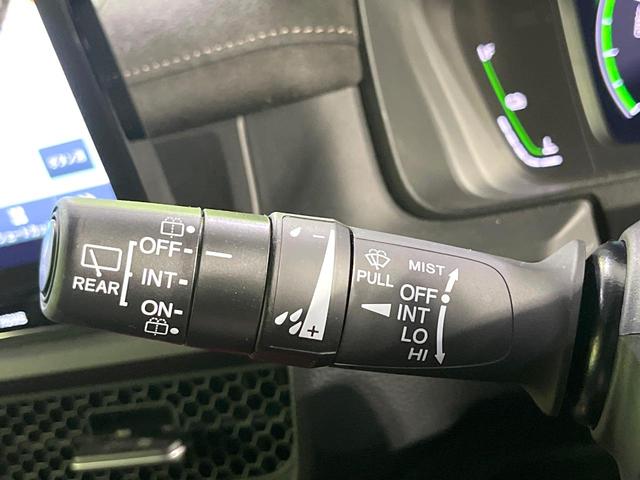 OFF
INT
REAR
ON
− 
+
PULL
MIST
OFF
INT
LO
HI